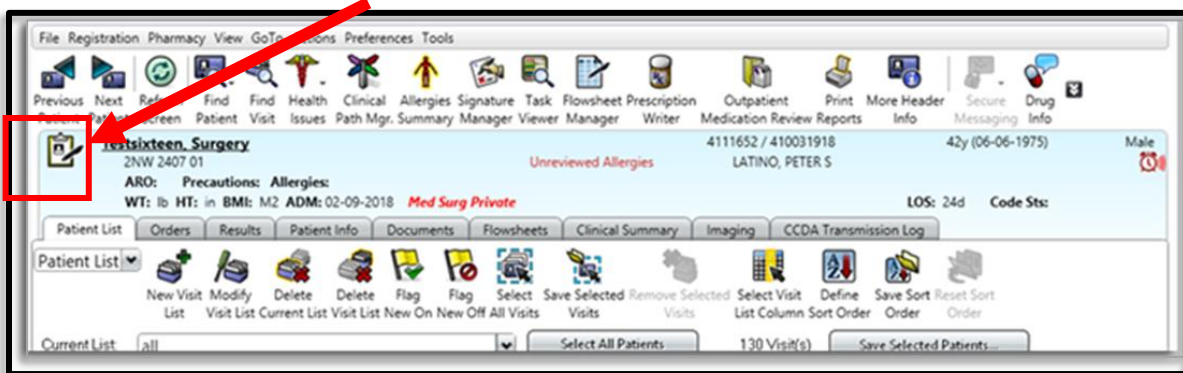 File Registration Pharmacy View GoTo Preferences Tools
Previous Next Find Find Health Clinical Allergies Signature Task Flowsheet Prescription Outpatient Print More Header Secure Drug
Patient Screen Patient Visit Issues Path Mgr. Summary Manager Viewer Manager Writer Medication Review Reports Info Messaging Info
Testsixteen, Surgery 4111652 / 410031918 42y (06-06-1975) Male
2NW 2407 01 Unreviewed Allergies LATINO, PETER S
ARO: Precautions: Allergies:
WT: lb HT: in BMI: M2 ADM: 02-09-2018 Med Surg Private LOS: 24d Code Sts:
Patient List Orders Results Patient Info Documents Flowsheets Clinical Summary Imaging CCDA Transmission Log
Patient List
New Visit Modify Delete Delete Flag Flag Select Save Selected Remove Selected Select Visit Define Save Sort Reset Sort
List Visit List Current List Visit List New On New Off All Visits Visits Visits List Column Sort Order Order Order
Current List all Select All Patients 130 Visit(s) Save Selected Patients...